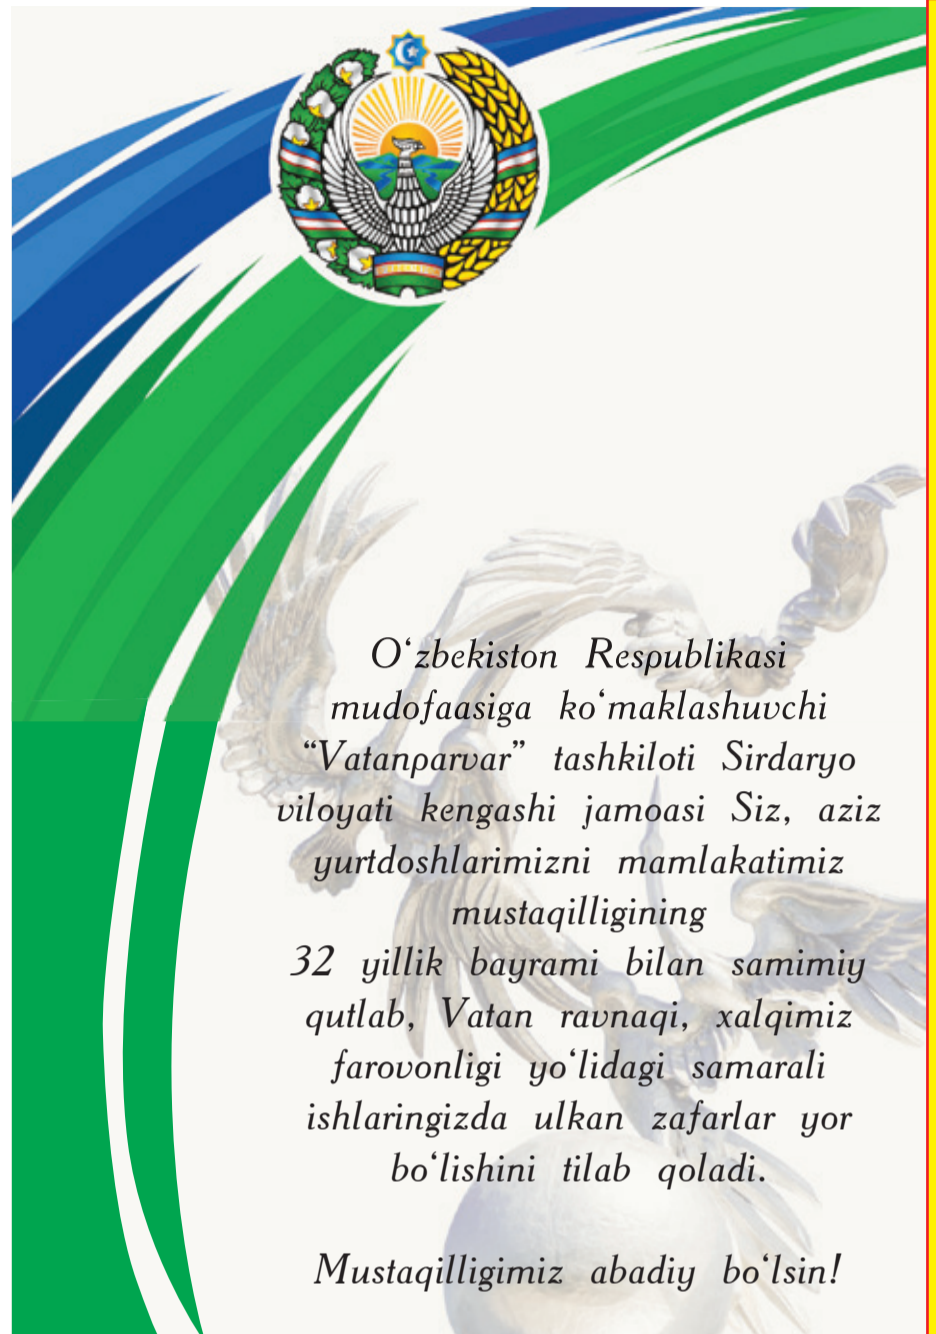 O‘zbekiston Respublikasi
mudofaasiga ko‘maklashuvchi
“Vatanparvar” tashkiloti Sirdaryo
viloyati kengashi jamoasi Siz, aziz
yurtdoshlarimizni mamlakatimiz
mustaqilligining
32 yillik bayrami bilan samimiy
qutlab, Vatan ravnaqi, xalqimiz
farovonligi yo‘lidagi samarali
ishlaringizda ulkan zafarlar yor
bo‘lishini tilab qoladi.
Mustaqilligimiz abadiy bo‘lsin!